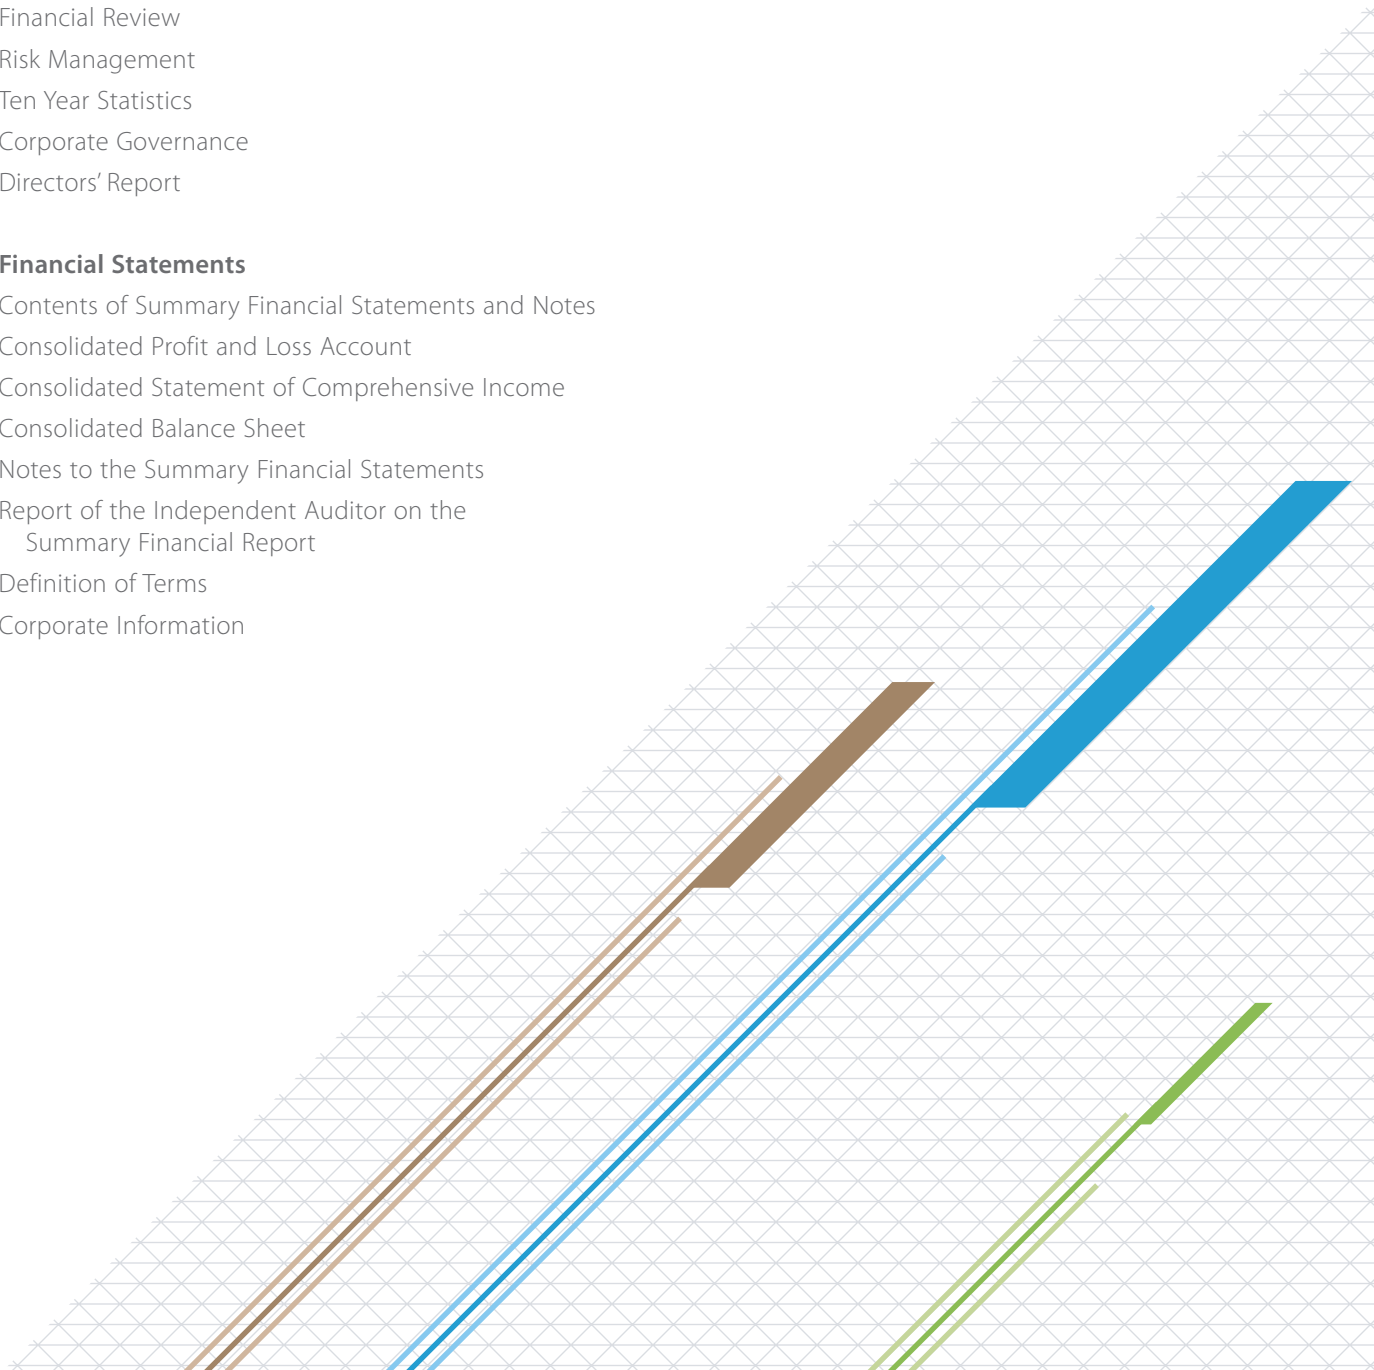 Financial Review
Risk Management
Ten Year Statistics
Corporate Governance
Directors’ Report
Financial Statements
Contents of Summary Financial Statements and Notes
Consolidated Profit and Loss Account
Consolidated Statement of Comprehensive Income
Consolidated Balance Sheet
Notes to the Summary Financial Statements
Report of the Independent Auditor on the
Summary Financial Report
Definition of Terms
Corporate Information